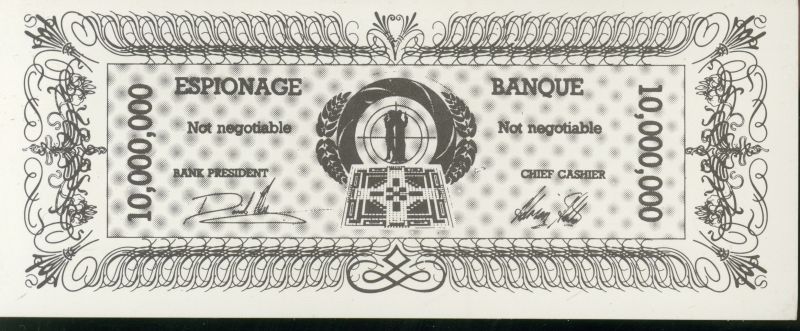 ESPIONAGE BANQUE
10,000,000
Not negotiable Not negotiable
10,000,000
BANK PRESIDENT CHIEF CASHIER